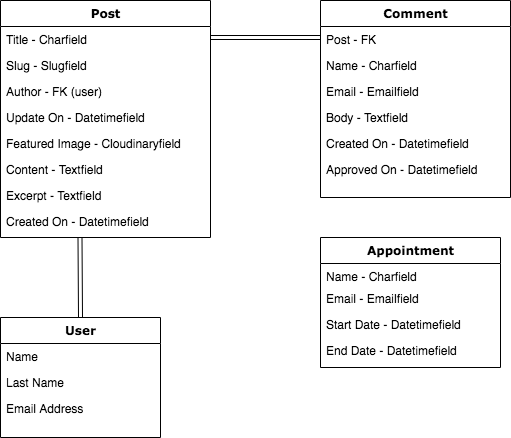 Post
Title - Charfield
Slug - Slugfield
Author - FK (user)
Update On - Datetimefield
Featured Image - Cloudinaryfield
Content - Textfield
Excerpt - Textfield
Created On - Datetimefield
Comment
Post - FK
Name - Charfield
Email - Emailfield
Body - Textfield
Created On - Datetimefield
Approved On - Datetimefield
Appointment
Name - Charfield
Email - Emailfield
Start Date - Datetimefield
End Date - Datetimefield
User
Name
Last Name
Email Address